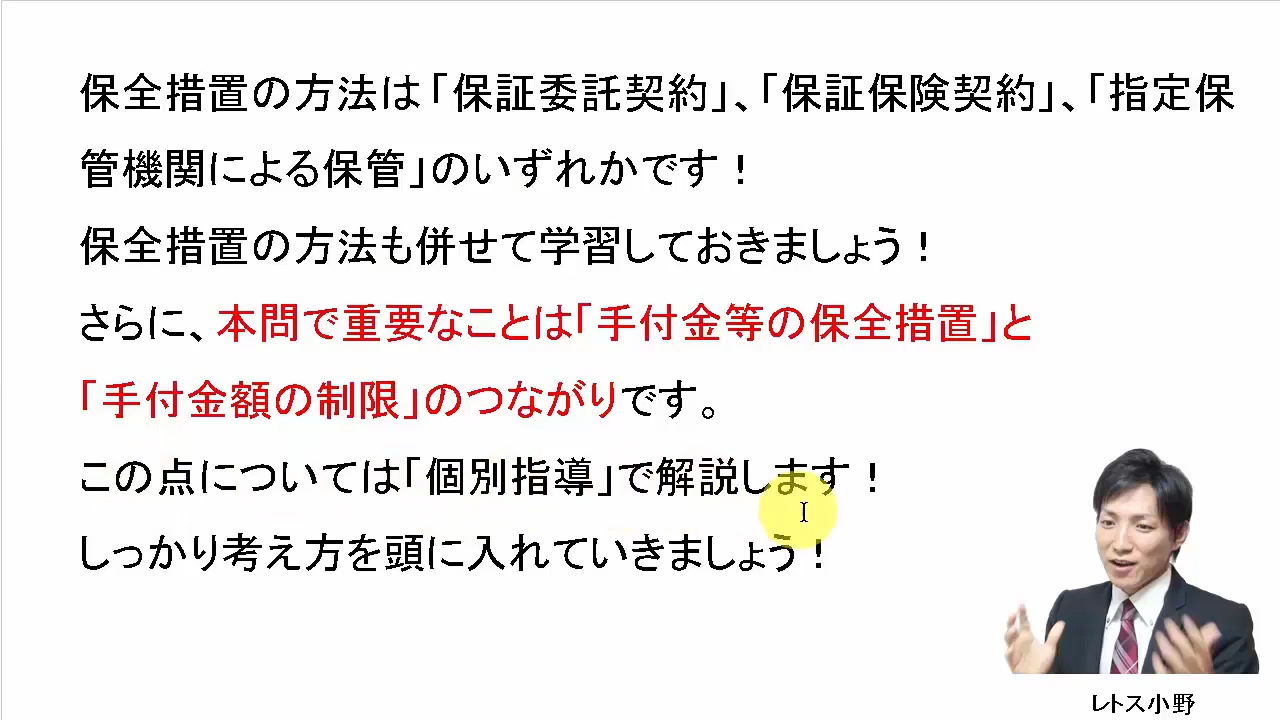 保全措置の方法は「保証委託契約」、「保証保険契約」、「指定保
管機関による保管」のいずれかです！
保全措置の方法も併せて学習しておきましょう！
さらに、本問で重要なことは「手付金等の保全措置」と
「手付金額の制限」のつながりです。
この点については「個別指導」で解説します！
しっかり考え方を頭に入れていきましょう！
レトス小野